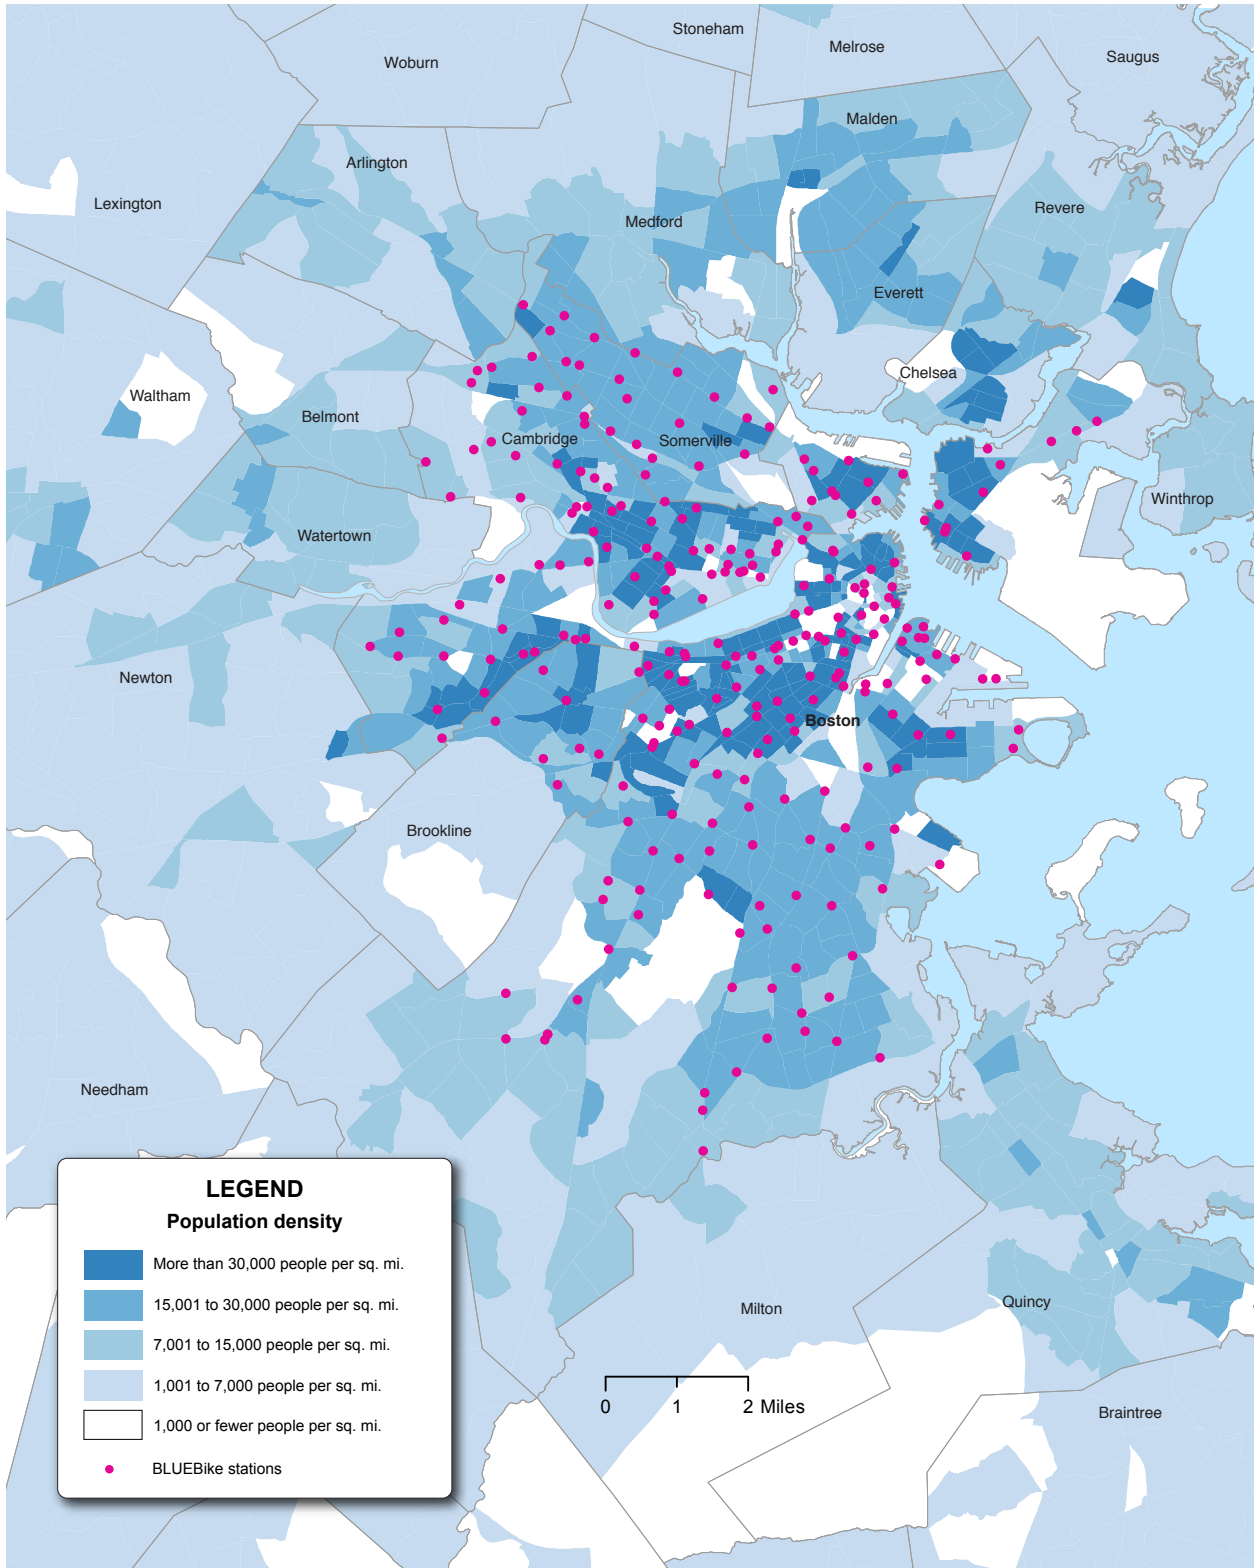 Stoneham
Melrose
Saugus
Woburn
Malden
Arlington
Lexington
Revere
Medford
Everett
Chelsea
Waltham
Belmont
Cambridge
Somerville
Winthrop
Watertown
Newton
Boston
Brookline
Needham
Milton
Quincy
Braintree
LEGEND
Population density
More than 30,000 people per sq. mi.
15,001 to 30,000 people per sq. mi.
7,001 to 15,000 people per sq. mi.
1,001 to 7,000 people per sq. mi.
1,000 or fewer people per sq. mi.
BLUEBike stations
0 1 2 Miles